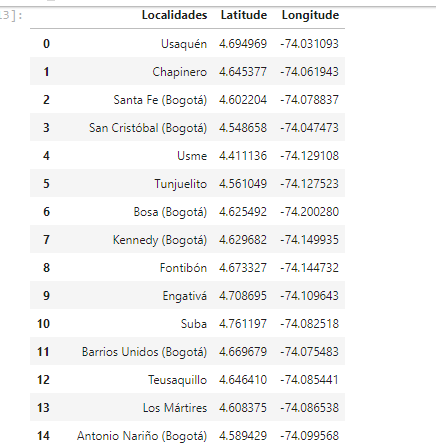 13]:
Localidades Latitude Longitude
0 Usaquén 4.694969 -74.031093
1 Chapinero 4.645377 -74.061943
2 Santa Fe (Bogotá) 4.602204 -74.078837
3 San Cristóbal (Bogotá) 4.548658 -74.047473
4 Usme 4.411136 -74.129108
5 Tunjuelito 4.561049 -74.127523
6 Bosa (Bogotá) 4.625492 -74.200280
7 Kennedy (Bogotá) 4.629682 -74.149935
8 Fontibón 4.673327 -74.144732
9 Engativá 4.708695 -74.109643
10 Suba 4.761197 -74.082518
11 Barrios Unidos (Bogotá) 4.669679 -74.075483
12 Teusaquillo 4.646410 -74.085441
13 Los Mártires 4.608375 -74.086538
14 Antonio Nariño (Bogotá) 4.589429 -74.099568